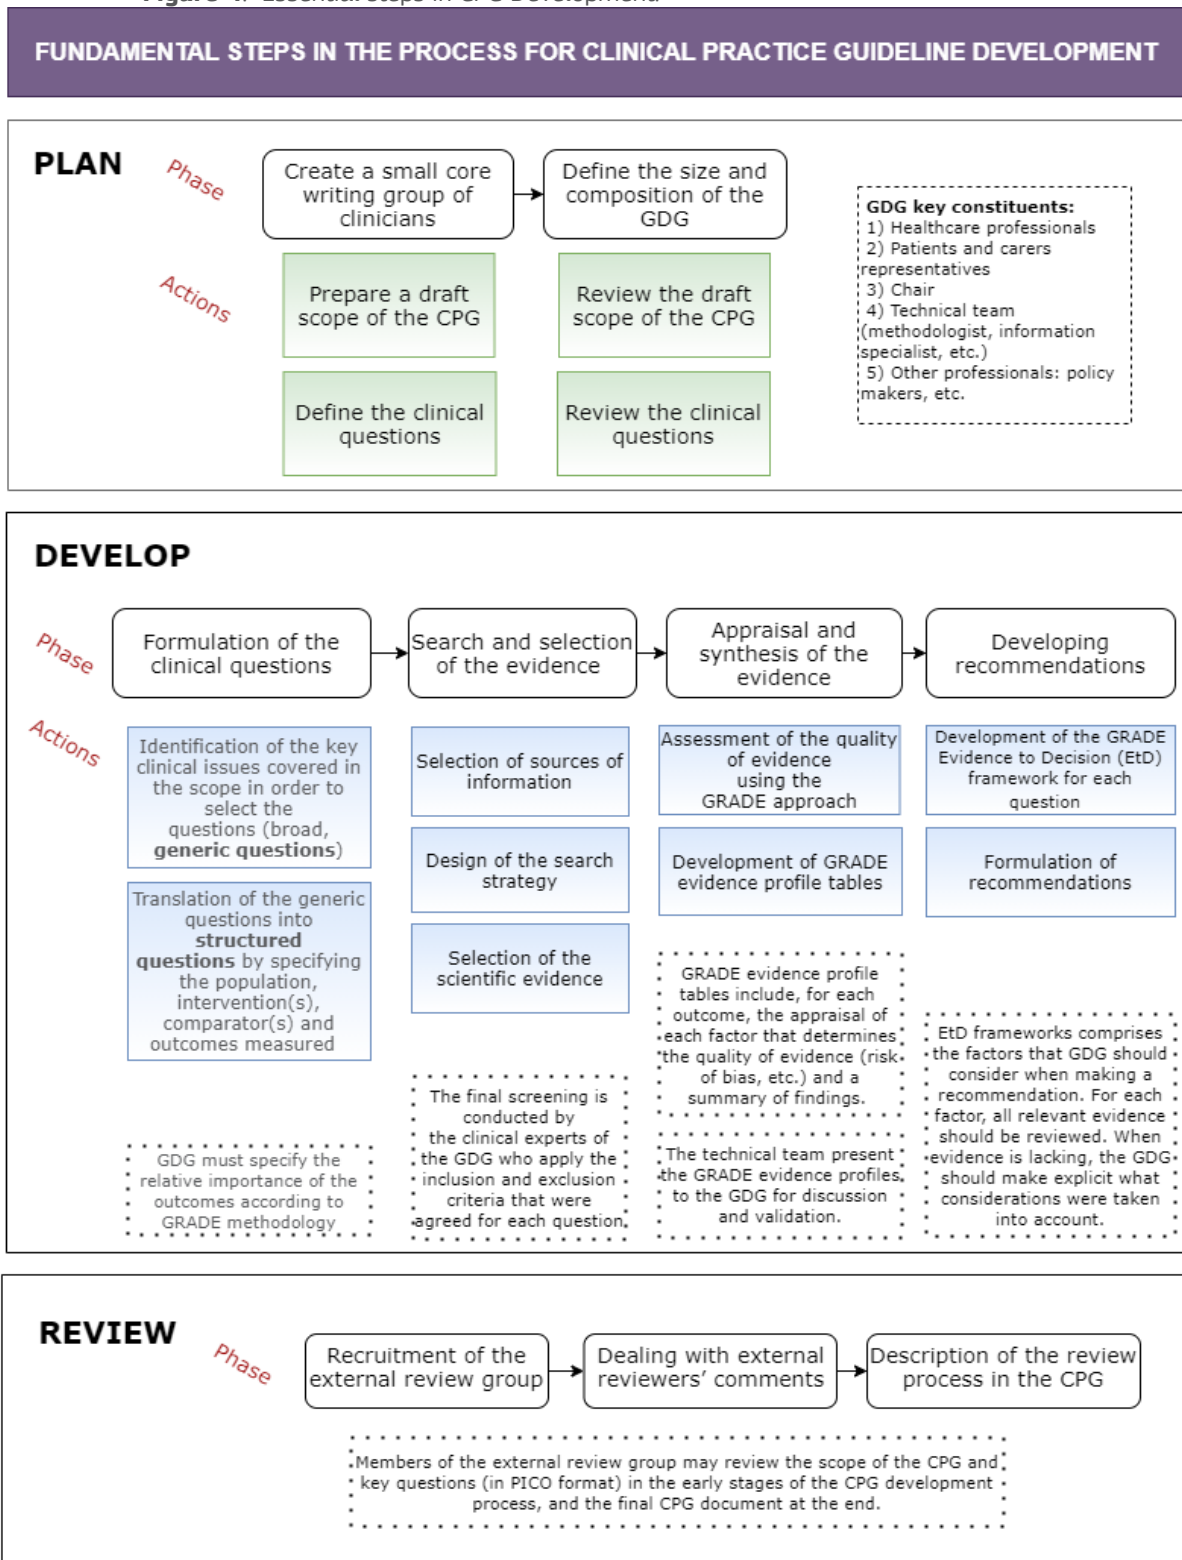 Figure 4. Essential steps in CPG Development.
FUNDAMENTAL STEPS IN THE PROCESS FOR CLINICAL PRACTICE GUIDELINE DEVELOPMENT
PLAN
Phase
Create a small core
writing group of
clinicians
Define the size and
composition of the
GDG
Actions
Prepare a draft
scope of the CPG
Review the draft
scope of the CPG
Define the clinical
questions
Review the clinical
questions
GDG key constituents:
1) Healthcare professionals
2) Patients and carers
representatives
3) Chair
4) Technical team
(methodologist, information
specialist, etc.)
5) Other professionals: policy
makers, etc.
DEVELOP
Phase
Formulation of the
clinical questions
Search and selection
of the evidence
Appraisal and
synthesis of the
evidence
Developing
recommendations
Actions
Identification of the key
clinical issues covered in
the scope in order to
select the
questions (broad,
generic questions)
Translation of the generic
questions into
structured
questions by specifying
the population,
intervention(s),
comparator(s) and
outcomes measured
GDG must specify the
relative importance of the
outcomes according to
GRADE methodology
Selection of sources of
information
Design of the search
strategy
Selection of the
scientific evidence
The final screening is
conducted by
the clinical experts of
the GDG who apply the
inclusion and exclusion
criteria that were
agreed for each question.
Assessment of the quality
of evidence
using the
GRADE approach
Development of GRADE
evidence profile tables
GRADE evidence profile
tables include, for each
outcome, the appraisal of
each factor that determines
the quality of evidence (risk
of bias, etc.) and a
summary of findings.
The technical team present
the GRADE evidence profiles
to the GDG for discussion
and validation.
Development of the GRADE
Evidence to Decision (EtD)
framework for each
question
Formulation of
recommendations
EtD frameworks comprises
the factors that GDG should
consider when making a
recommendation. For each
factor, all relevant evidence
should be reviewed. When
evidence is lacking, the GDG
should make explicit what
considerations were taken
into account.
REVIEW
Phase
Recruitment of the
external review group
Dealing with external
reviewers’ comments
Description of the review
process in the CPG
Members of the external review group may review the scope of the CPG and
key questions (in PICO format) in the early stages of the CPG development
process, and the final CPG document at the end.